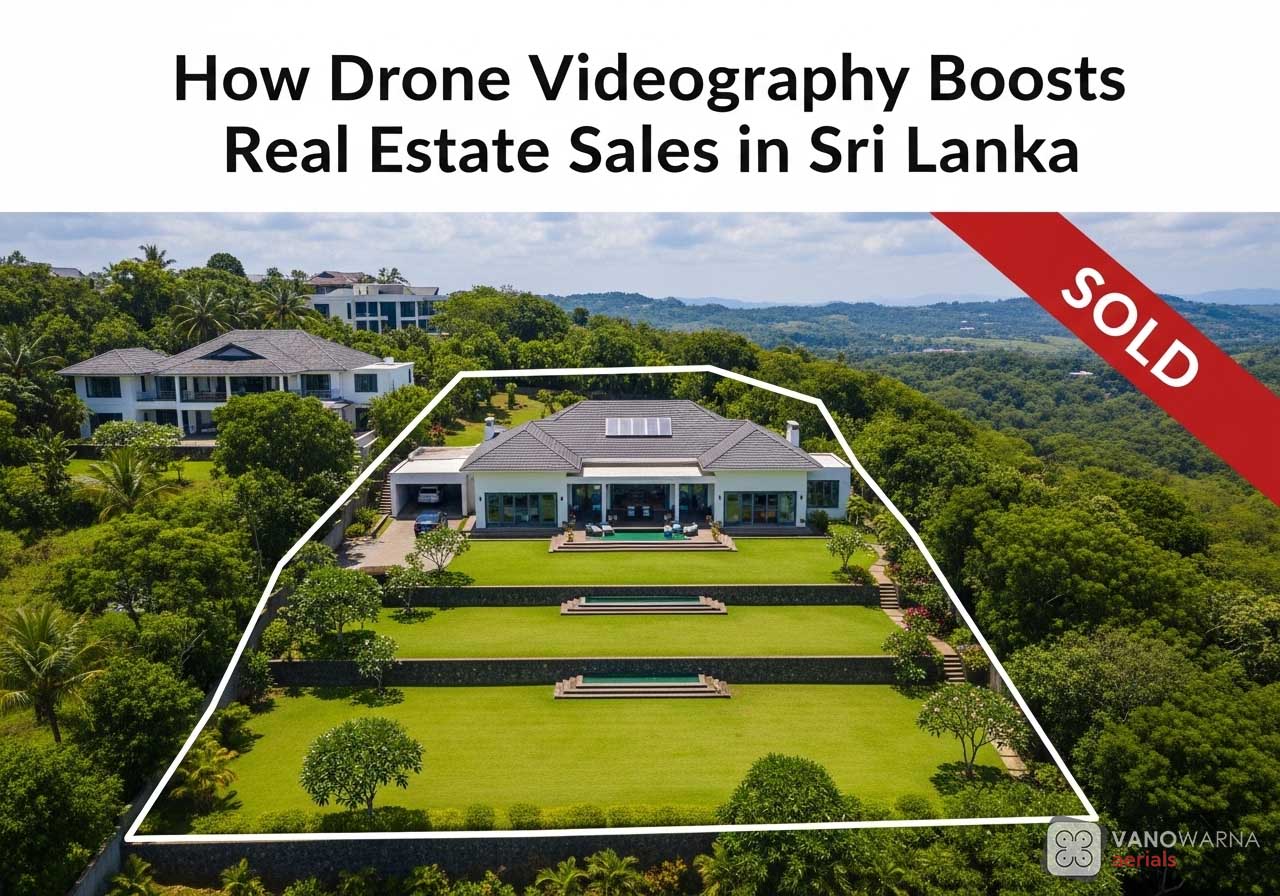 How Drone Videography Boosts
Real Estate Sales in Sri Lanka
SOLD
VANOWARNA
aerials